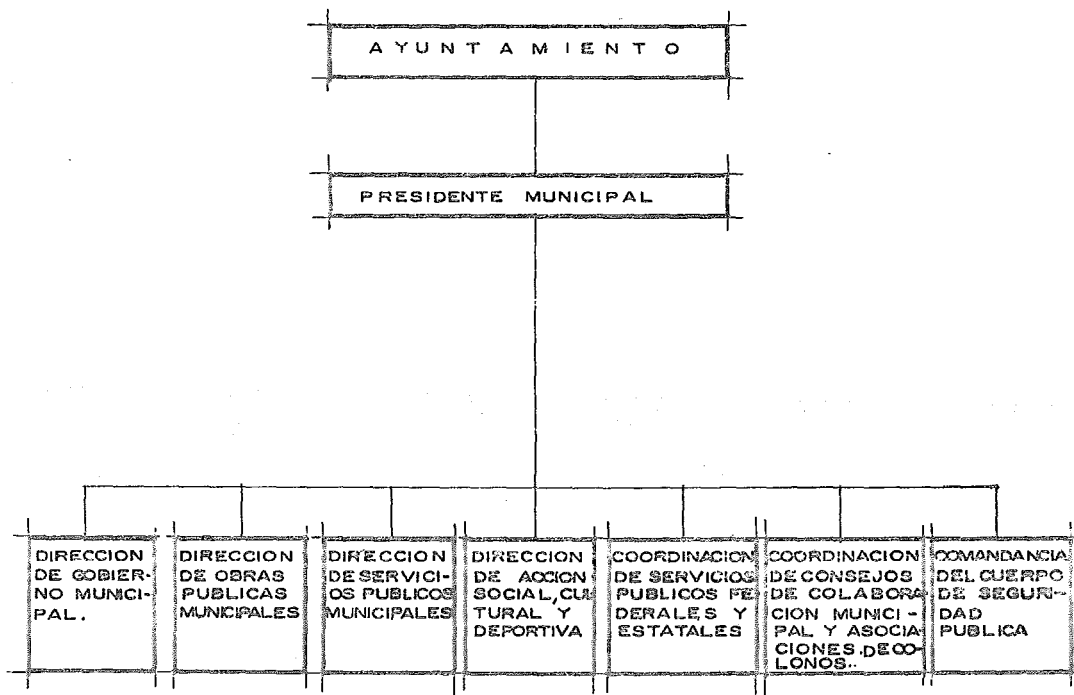 AYUNTAMIENTO
PRESIDENTE MUNICIPAL
DIRECCION
DE GOBIER-
NO MUNICI-
PAL.
DIRECCION
DE OBRAS
PUBLICAS
MUNICIPALES
DIRECCION
DE SERVICI-
OS PUBLICOS
MUNICIPALES
DIRECCION
DE ACCION
SOCIAL, CUL
TURAL Y
DEPORTIVA
COORDINACION
DE SERVICIOS
PUBLICOS FE
DERALES Y
ESTATALES
COORDINACION
DE CONSEJOS
DE COLABORA
CION MUNICI-
PAL Y ASOCIA
CIONES.DE CO-
LONOS..
COMANDANCIA
DEL CUERPO
DE SEGURI-
DAD
PUBLICA